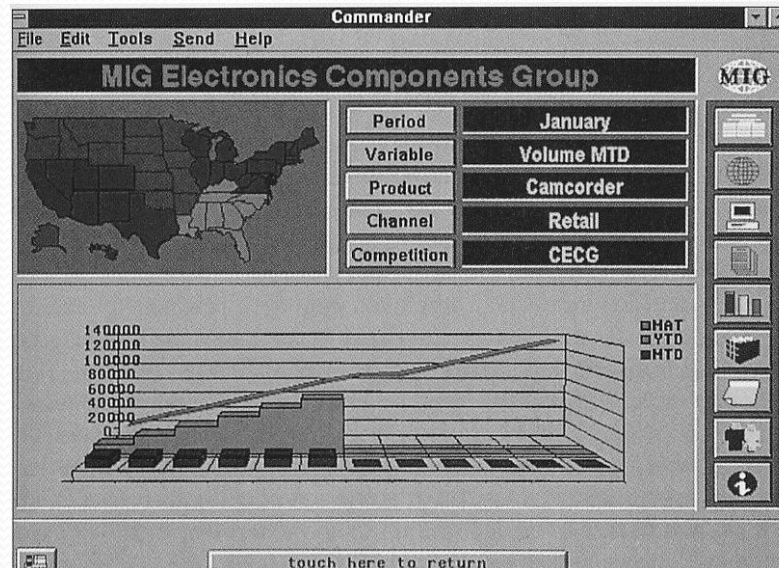 Commander
File Edit Tools Send Help
MIG Electronics Components Group
MIG
Period January
Variable Volume MTD
Product Camcorder
Channel Retail
Competition CECG
140000
120000
100000
80000
60000
40000
20000
0
MAT
YTD
MTD
touch here to return